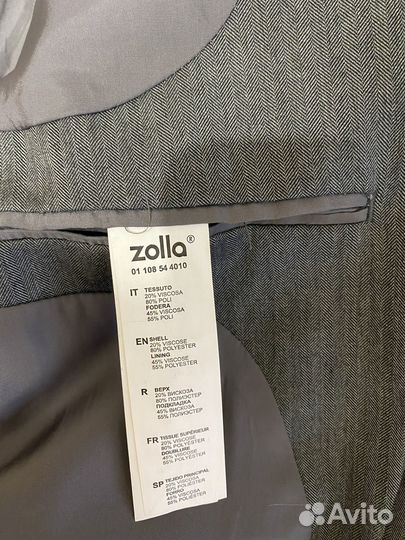 zolla®
01 108 54 4010
IT TESSUTO
20% VISCOSA
80% POLI
FODERA
45% VISCOSA
55% POLI
EN SHELL
20% VISCOSE
80% POLYESTER
LINING
45% VISCOSE
55% POLYESTER
R ВЕРХ
20% ВИСКОЗА
80% ПОЛИЭСТЕР
ПОДКЛАДКА
45% ВИСКОЗА
55% ПОЛИЭСТЕР
FR TISSUE SUPÉRIEUR
20% VISCOSE
80% POLYESTER
DOUBLURE
45% VISCOSE
55% POLYESTER
SP TEJIDO PRINCIPAL
20% VISCOSA
80% POLIESTER
FORRO
45% VISCOSA
55% POLIESTER
Avito